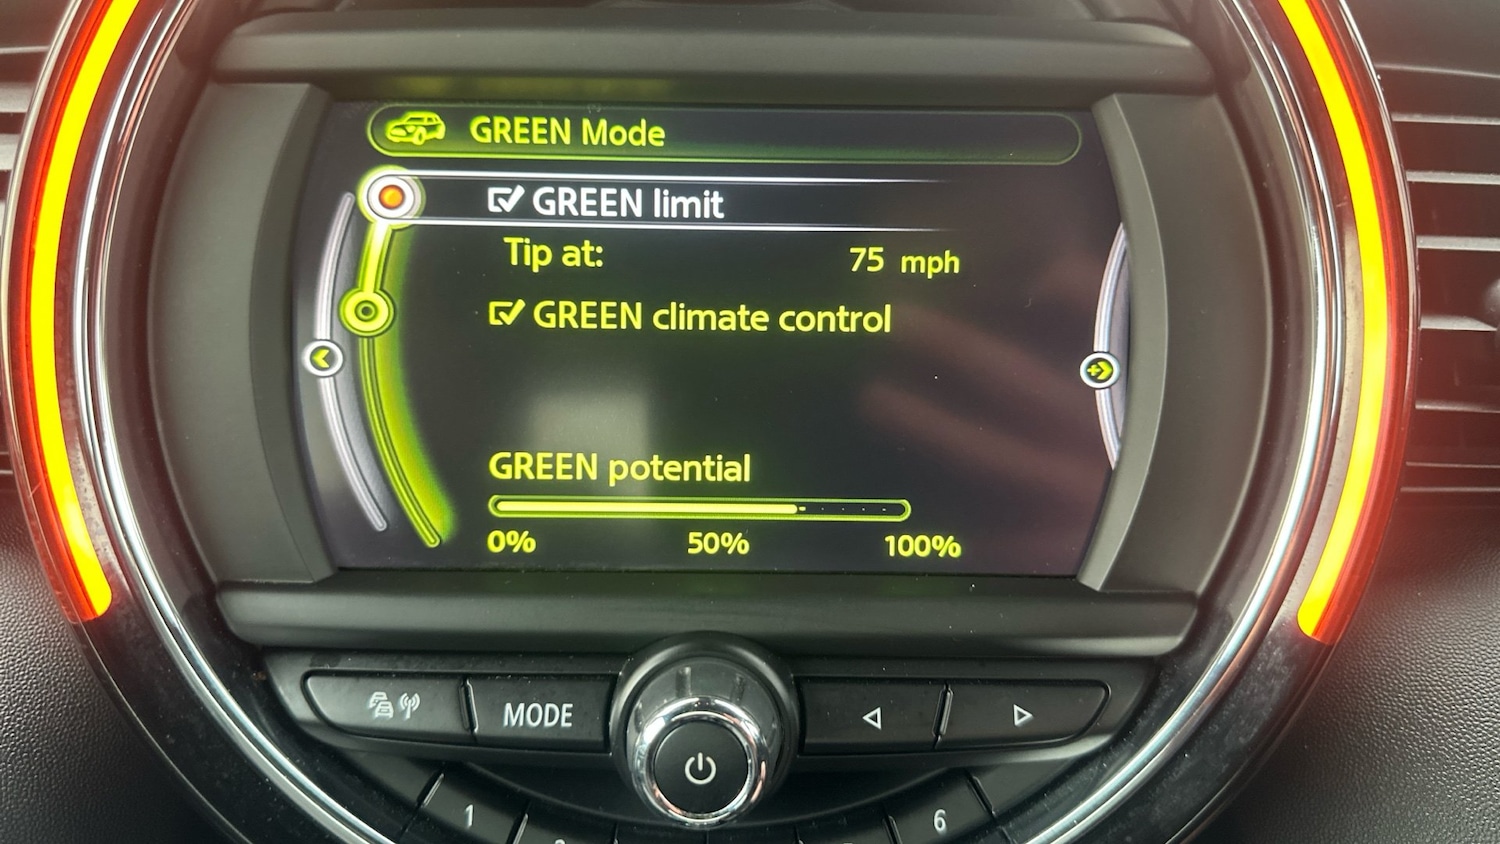 GREEN Mode
GREEN limit
Tip at: 75 mph
GREEN climate control
GREEN potential
0% 50% 100%
MODE
1 6